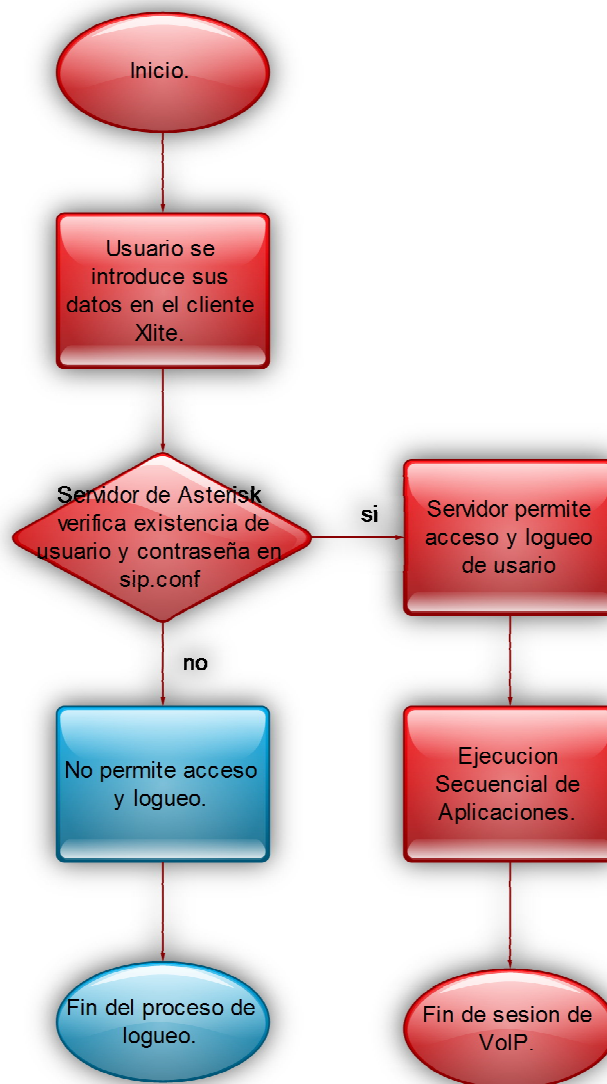 Inicio.
Usuario se
introduce sus
datos en el cliente
Xlite.
Servidor de Asterisk
verifica existencia de
usuario y contraseña en
sip.conf
si
Servidor permite
acceso y logueo
de usario
no
No permite acceso
y logueo.
Ejecucion
Secuencial de
Aplicaciones.
Fin del proceso de
logueo.
Fin de sesion de
VoIP.